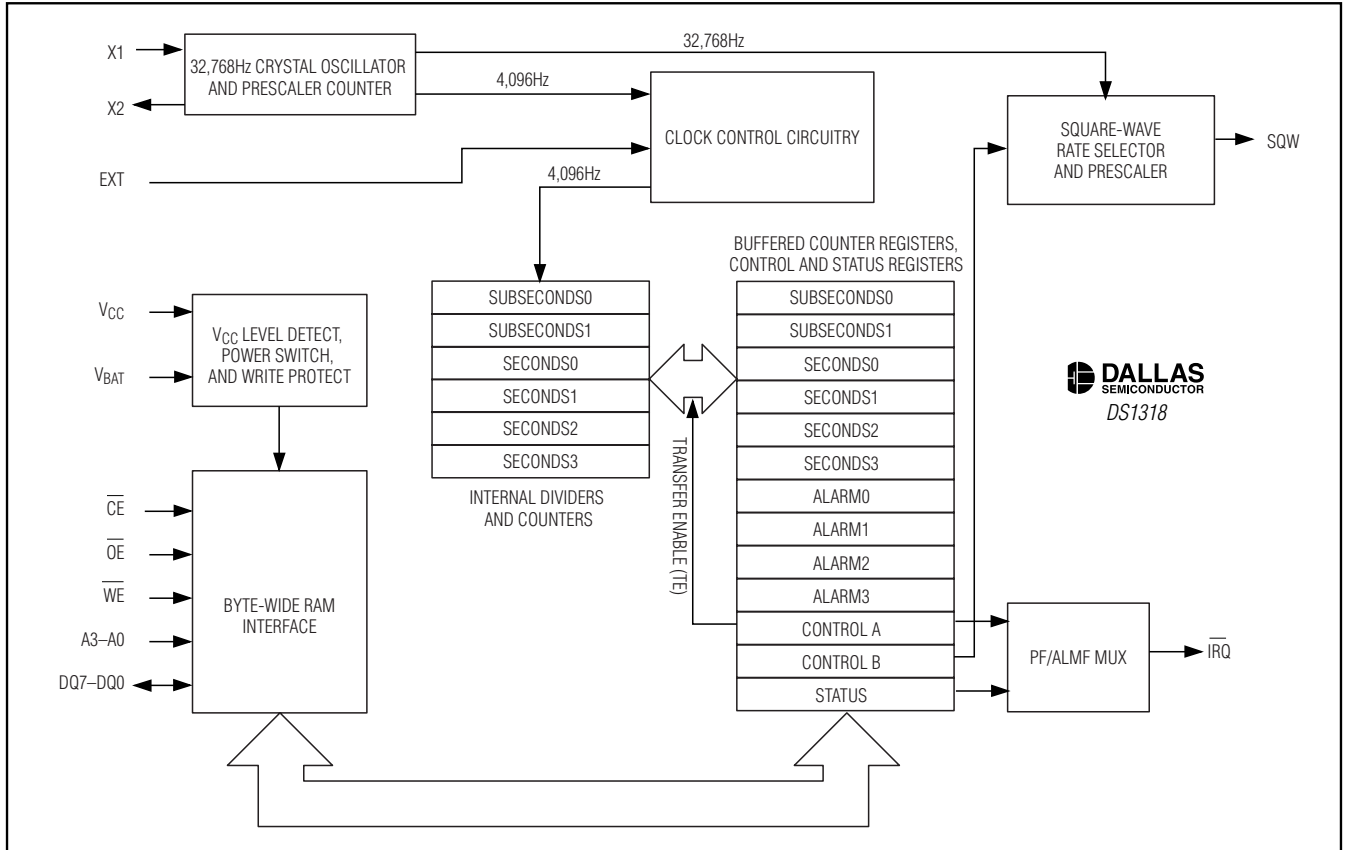 X1
X2
32,768Hz CRYSTAL OSCILLATOR
AND PRESCALER COUNTER
32,768Hz
4,096Hz
EXT
CLOCK CONTROL CIRCUITRY
4,096Hz
SQUARE-WAVE
RATE SELECTOR
AND PRESCALER
SQW
VCC
VBAT
VCC LEVEL DETECT,
POWER SWITCH,
AND WRITE PROTECT
SUBSECONDS0
SUBSECONDS1
SECONDS0
SECONDS1
SECONDS2
SECONDS3
INTERNAL DIVIDERS
AND COUNTERS
TRANSFER ENABLE (TE)
BUFFERED COUNTER REGISTERS,
CONTROL AND STATUS REGISTERS
SUBSECONDS0
SUBSECONDS1
SECONDS0
SECONDS1
SECONDS2
SECONDS3
ALARM0
ALARM1
ALARM2
ALARM3
CONTROL A
CONTROL B
STATUS
DALLAS
SEMICONDUCTOR
DS1318
CE
OE
WE
A3–A0
DQ7–DQ0
BYTE-WIDE RAM
INTERFACE
PF/ALMF MUX
IRQ